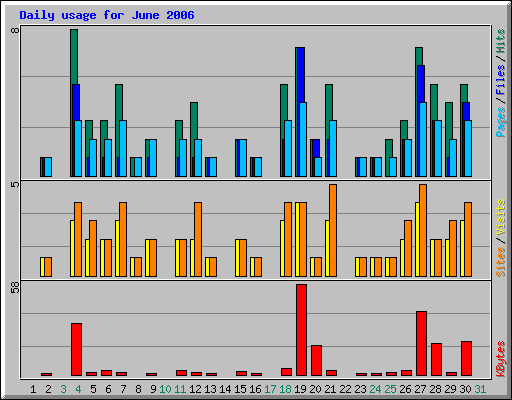 Daily usage for June 2006
8
5
58
Pages / Files / Hits
Sites / Visits
KBytes
1 2 3 4 5 6 7 8 9 10 11 12 13 14 15 16 17 18 19 20 21 22 23 24 25 26 27 28 29 30 31